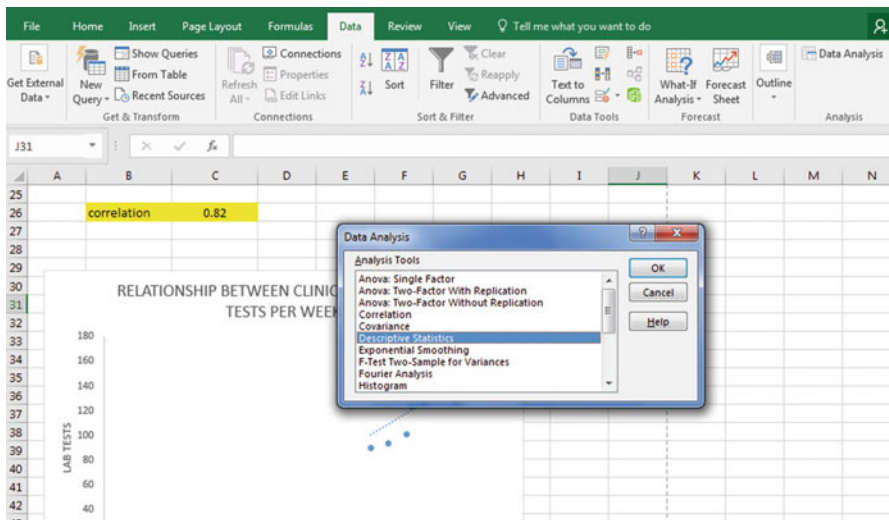 File Home Insert Page Layout Formulas Data Review View Tell me what you want to do
Show Queries Connections Clear Data Analysis
From Table Properties Reapply
Get External New Recent Sources Refresh Edit Links Sort Filter Advanced Text to What-If Forecast Outline
Data Query All Columns Analysis Sheet
Get & Transform Connections Sort & Filter Data Tools Forecast Analysis
J31 fx
A B C D E F G H I J K L M N
25
26 correlation 0.82
27
28
29
30
31
32
33
34
35
36
37
38
39
40
41
42
RELATIONSHIP BETWEEN CLINIC
TESTS PER WEEK
180
160
140
120
100
80
60
40
LAB TESTS
Data Analysis
Analysis Tools
Anova: Single Factor
Anova: Two-Factor With Replication
Anova: Two-Factor Without Replication
Correlation
Covariance
Descriptive Statistics
Exponential Smoothing
F-Test Two-Sample for Variances
Fourier Analysis
Histogram
OK
Cancel
Help